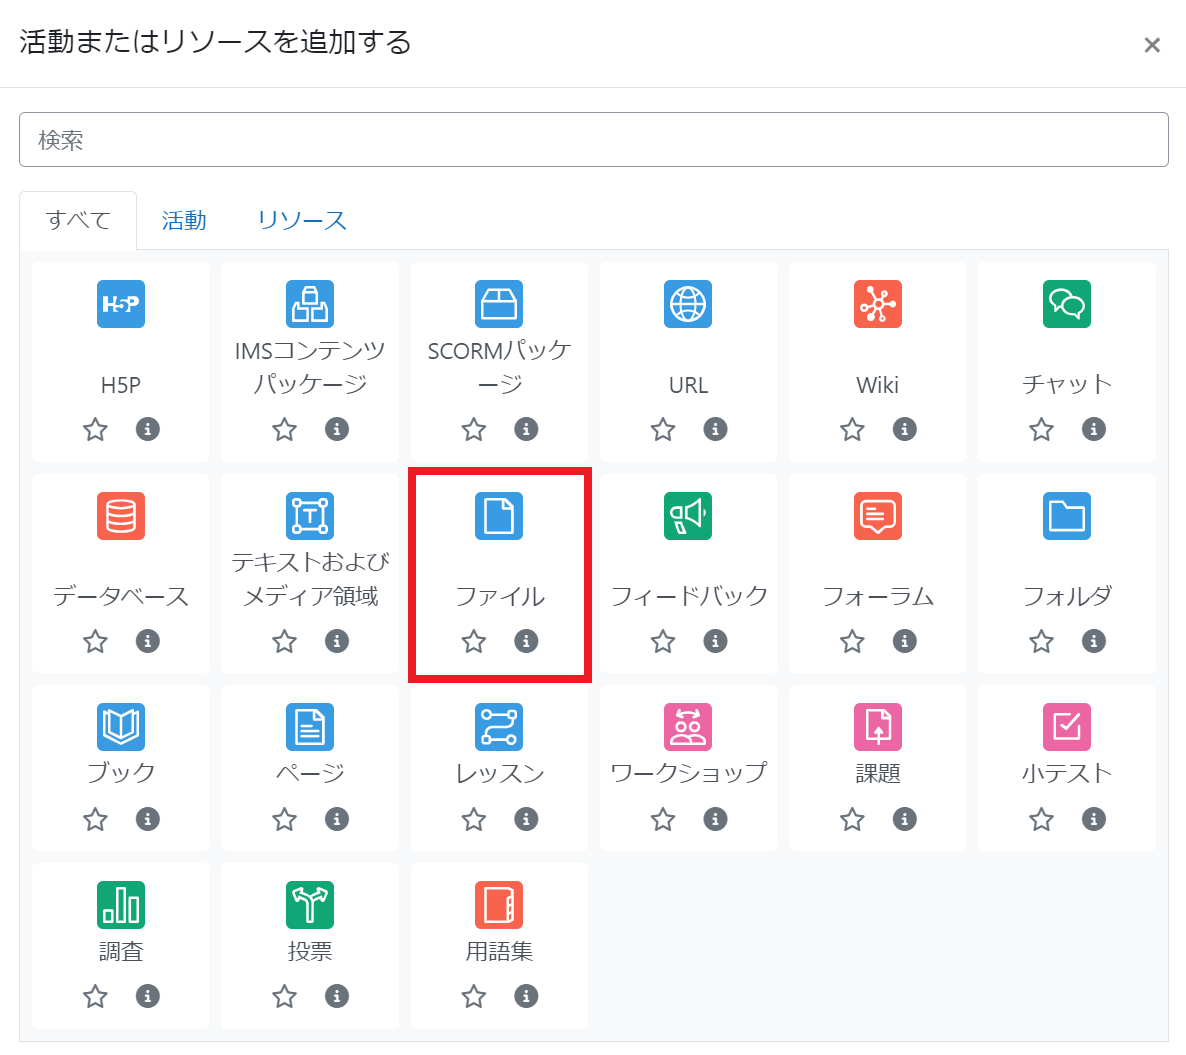 活動またはリソースを追加する
×
検索
すべて 活動 リソース
H5P
H5P
IMSコンテンツ
パッケージ
SCORMパッケ
ージ
URL
Wiki
チャット
データベース
T
テキストおよび
メディア領域
ファイル
フィードバック
フォーラム
フォルダ
ブック
ページ
レッスン
ワークショップ
課題
小テスト
調査
投票
用語集